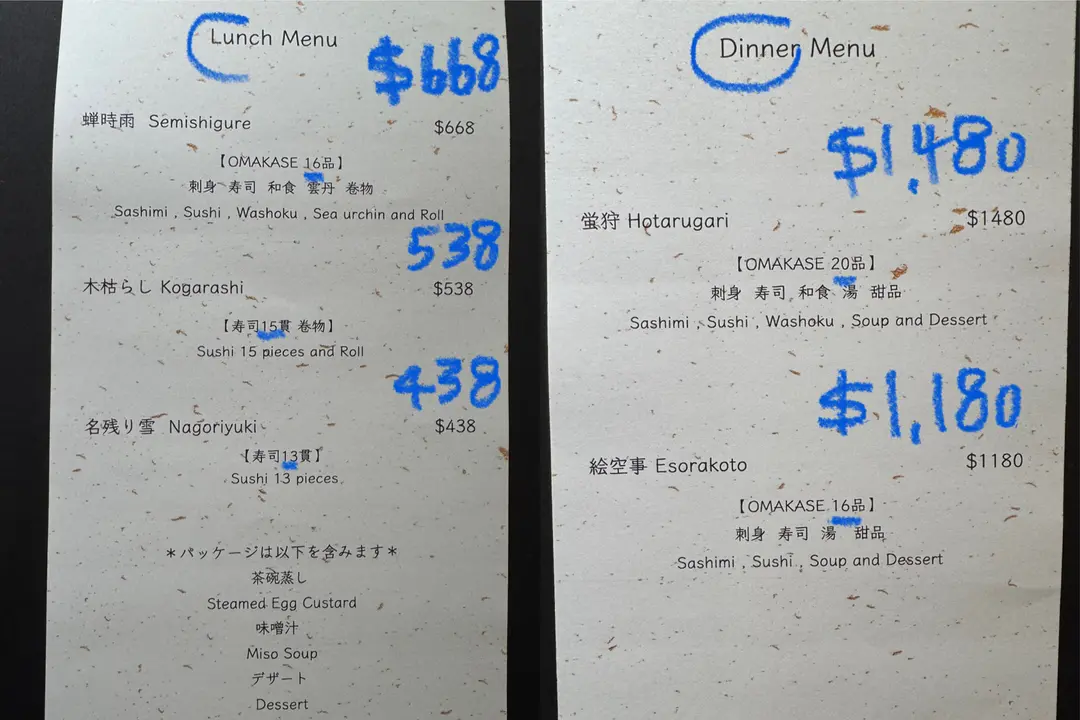 Lunch Menu
$668
蝉時雨 Semishigure $668
【OMAKASE 16品】
刺身 寿司 和食 雲丹 卷物
Sashimi , Sushi , Washoku , Sea urchin and Roll
538
木枯らし Kogarashi $538
【寿司15貫 卷物】
Sushi 15 pieces and Roll
438
名残り雪 Nagoriyuki $438
【寿司13貫】
Sushi 13 pieces
*パッケージは以下を含みます*
茶碗蒸し
Steamed Egg Custard
味噌汁
Miso Soup
デザート
Dessert
Dinner Menu
$1,480
蛍狩 Hotarugari $1480
【OMAKASE 20品】
刺身 寿司 和食 湯 甜品
Sashimi , Sushi , Washoku , Soup and Dessert
$1,180
絵空事 Esorakoto $1180
【OMAKASE 16品】
刺身 寿司 湯 甜品
Sashimi , Sushi , Soup and Dessert